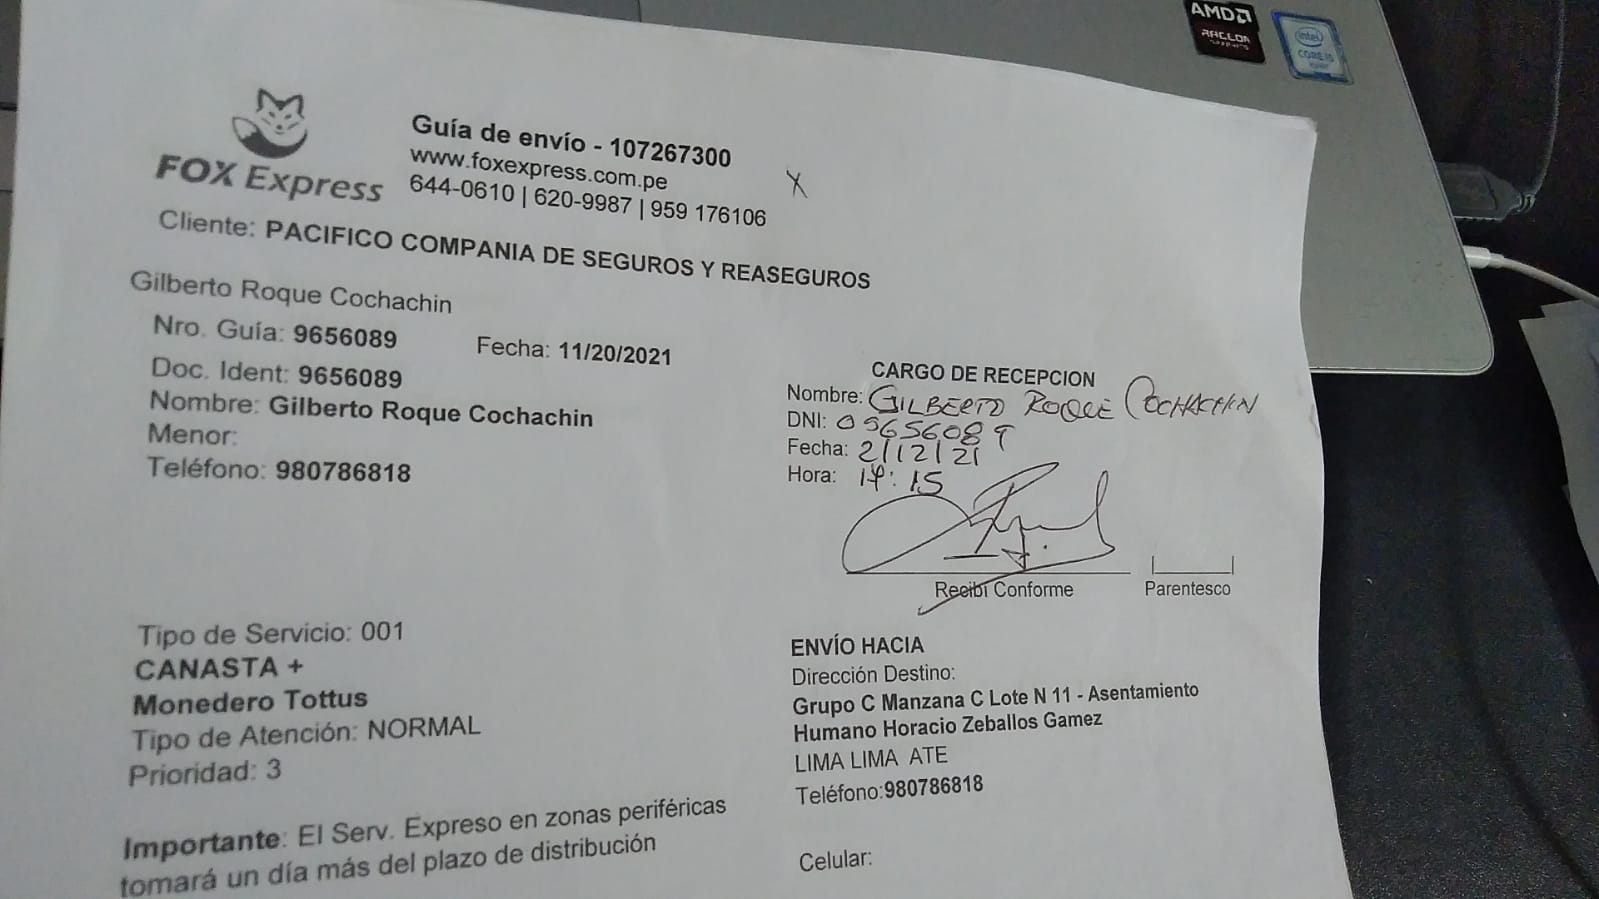 AMD
RADEON
intel
CORE i5
FOX Express
Guía de envío - 107267300
www.foxexpress.com.pe
644-0610 | 620-9987 | 959 176106
X
Cliente: PACIFICO COMPANIA DE SEGUROS Y REASEGUROS
Gilberto Roque Cochachin
Nro. Guía: 9656089 Fecha: 11/20/2021
Doc. Ident: 9656089
Nombre: Gilberto Roque Cochachin
Menor:
Teléfono: 980786818
CARGO DE RECEPCION
Nombre: GILBERTO ROQUE COCHACHIN
DNI: 09656089
Fecha: 2/12/21
Hora: 14:15
Recibí Conforme Parentesco
Tipo de Servicio: 001
CANASTA +
Monedero Tottus
Tipo de Atención: NORMAL
Prioridad: 3
Importante: El Serv. Expreso en zonas periféricas
tomará un día más del plazo de distribución
ENVÍO HACIA
Dirección Destino:
Grupo C Manzana C Lote N 11 - Asentamiento
Humano Horacio Zeballos Gamez
LIMA LIMA ATE
Teléfono:980786818
Celular: